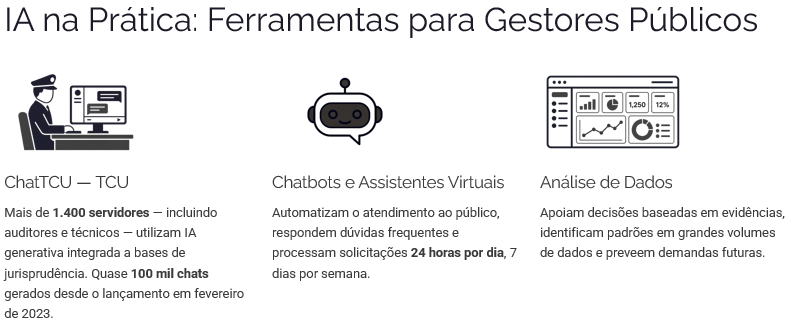 IA na Prática: Ferramentas para Gestores Públicos
1,250
12%
ChatTCU — TCU
Mais de 1.400 servidores — incluindo
auditores e técnicos — utilizam IA
generativa integrada a bases de
jurisprudência. Quase 100 mil chats
gerados desde o lançamento em fevereiro
de 2023.
Chatbots e Assistentes Virtuais
Automatizam o atendimento ao público,
respondem dúvidas frequentes e
processam solicitações 24 horas por dia, 7
dias por semana.
Análise de Dados
Apoiam decisões baseadas em evidências,
identificam padrões em grandes volumes
de dados e preveem demandas futuras.